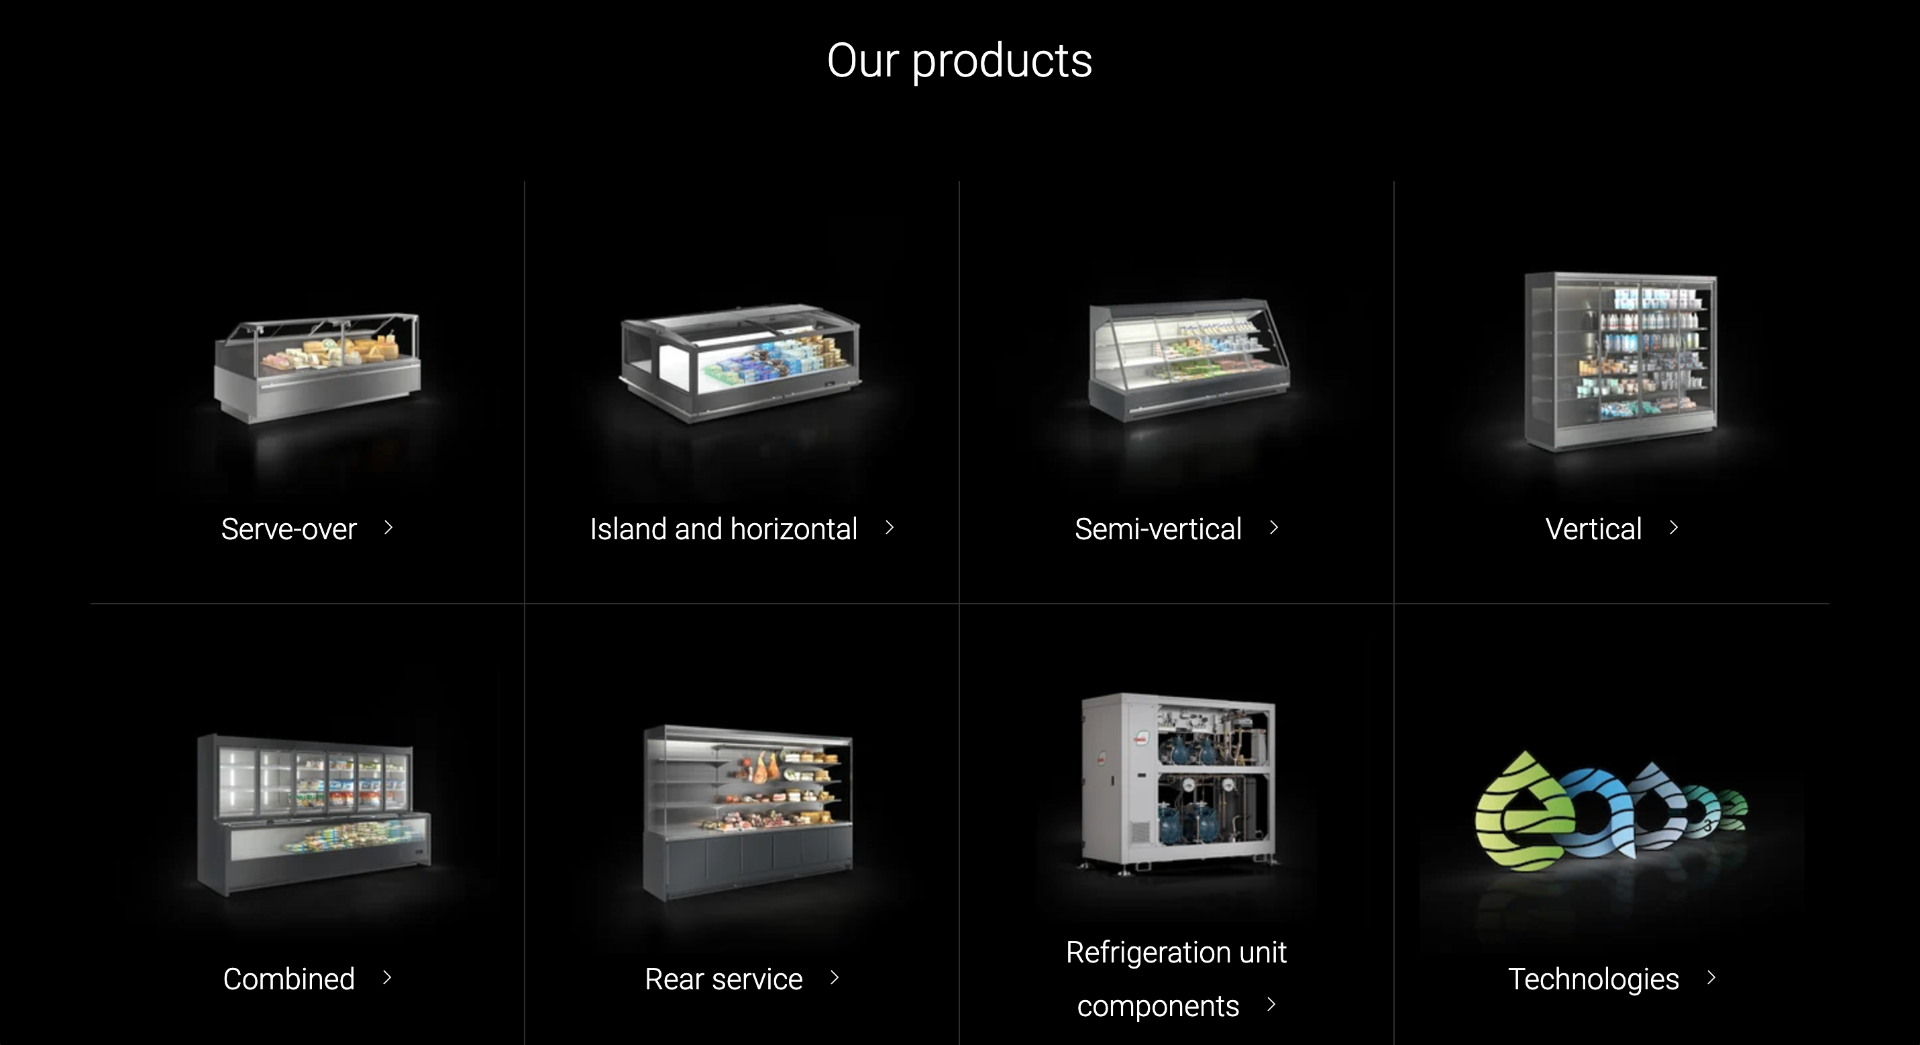 Our products
Serve-over
Island and horizontal
Semi-vertical
Vertical
Combined
Rear service
Refrigeration unit
components
Technologies